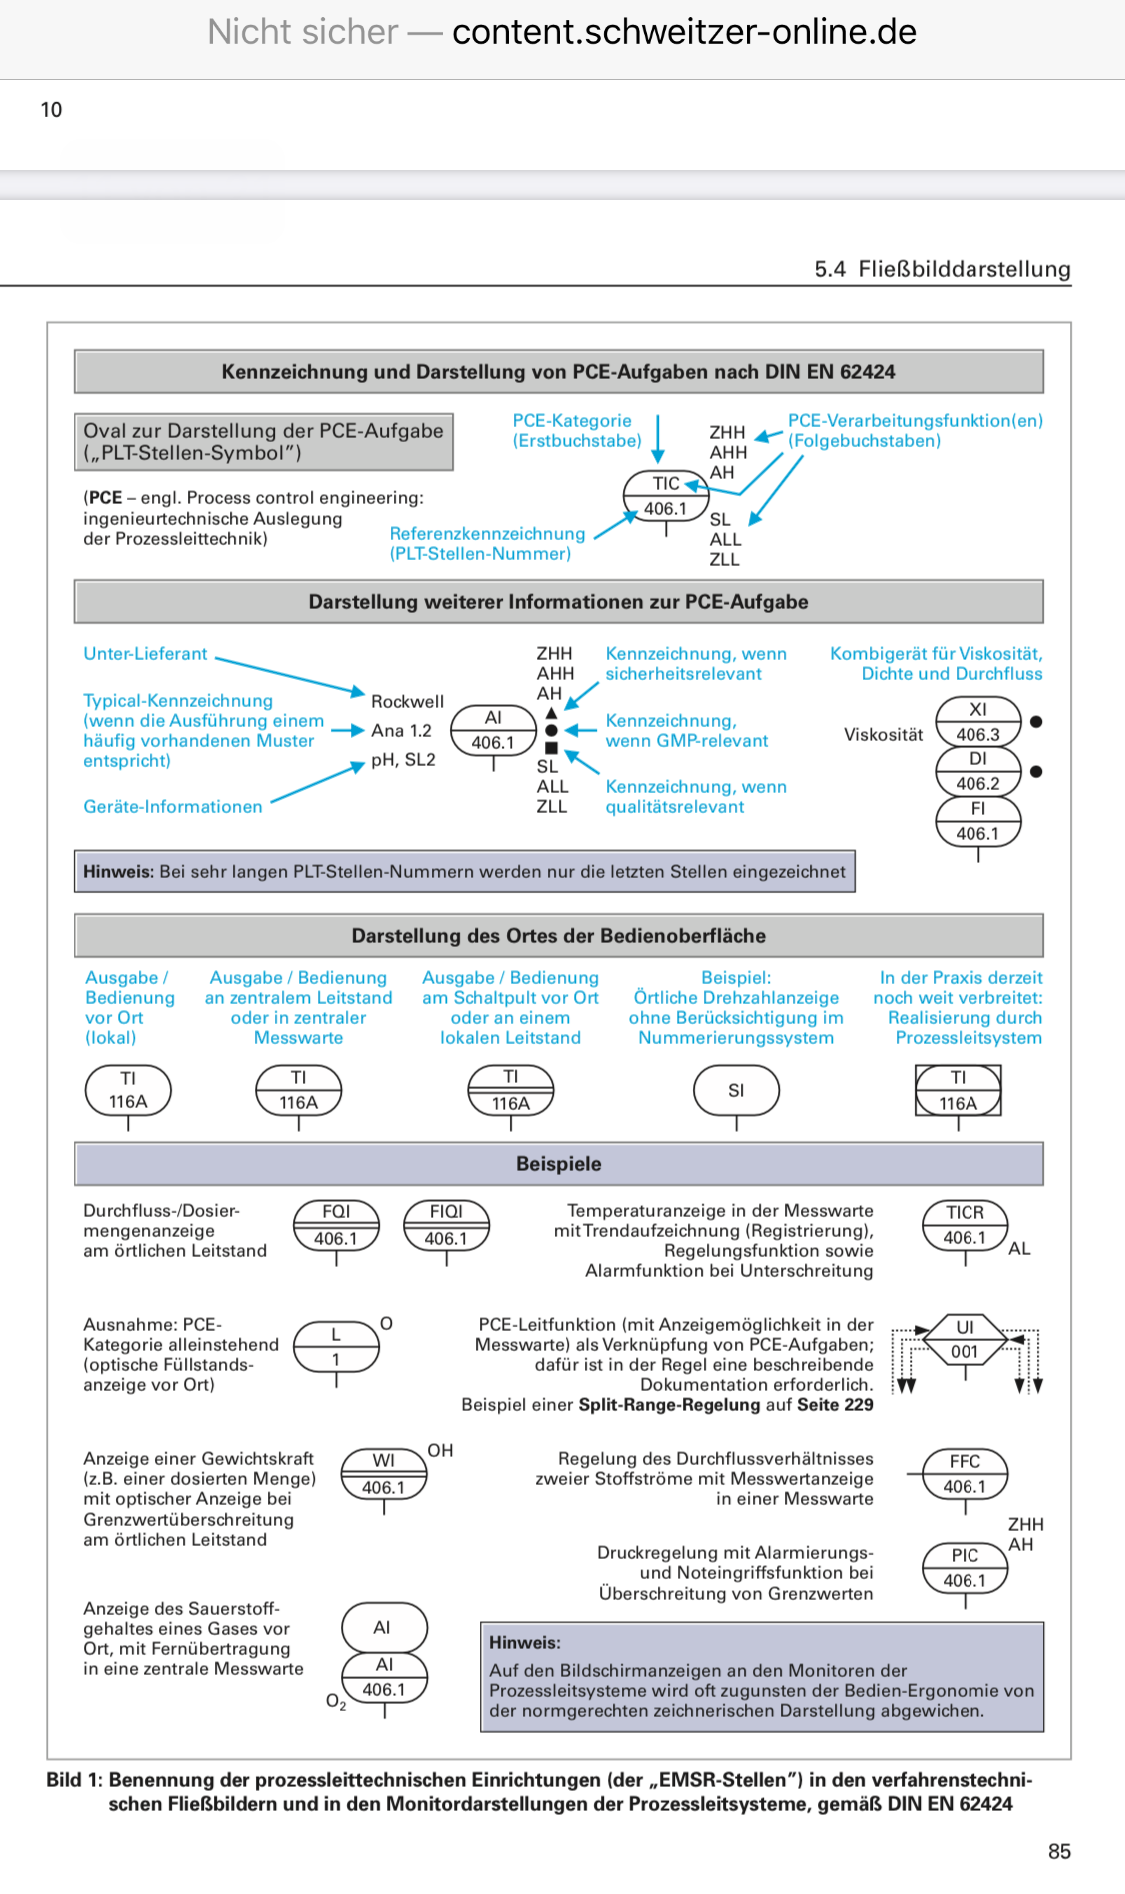 Nicht sicher — content.schweitzer-online.de
10
5.4 Fließbilddarstellung
Kennzeichnung und Darstellung von PCE-Aufgaben nach DIN EN 62424
Oval zur Darstellung der PCE-Aufgabe
(„PLT-Stellen-Symbol")
(PCE – engl. Process control engineering:
ingenieurtechnische Auslegung
der Prozessleittechnik)
PCE-Kategorie
(Erstbuchstabe)
PCE-Verarbeitungsfunktion(en)
(Folgebuchstaben)
ZHH
AHH
AH
TIC
406.1
SL
ALL
ZLL
Referenzkennzeichnung
(PLT-Stellen-Nummer)
Darstellung weiterer Informationen zur PCE-Aufgabe
Unter-Lieferant
Typical-Kennzeichnung
(wenn die Ausführung einem
häufig vorhandenen Muster
entspricht)
Geräte-Informationen
Rockwell
Ana 1.2
pH, SL2
AI
406.1
ZHH
AHH
AH
SL
ALL
ZLL
Kennzeichnung, wenn
sicherheitsrelevant
Kennzeichnung,
wenn GMP-relevant
Kennzeichnung, wenn
qualitätsrelevant
Kombigerät für Viskosität,
Dichte und Durchfluss
Viskosität
XI
406.3
DI
406.2
FI
406.1
Hinweis: Bei sehr langen PLT-Stellen-Nummern werden nur die letzten Stellen eingezeichnet
Darstellung des Ortes der Bedienoberfläche
Ausgabe /
Bedienung
vor Ort
(lokal)
TI
116A
Ausgabe / Bedienung
an zentralem Leitstand
oder in zentraler
Messwarte
TI
116A
Ausgabe / Bedienung
am Schaltpult vor Ort
oder an einem
lokalen Leitstand
TI
116A
Beispiel:
Örtliche Drehzahlanzeige
ohne Berücksichtigung im
Nummerierungssystem
SI
In der Praxis derzeit
noch weit verbreitet:
Realisierung durch
Prozessleitsystem
TI
116A
Beispiele
Durchfluss-/Dosier-
mengenanzeige
am örtlichen Leitstand
FQI
406.1
FIQI
406.1
Temperaturanzeige in der Messwarte
mit Trendaufzeichnung (Registrierung),
Regelungsfunktion sowie
Alarmfunktion bei Unterschreitung
TICR
406.1
AL
Ausnahme: PCE-
Kategorie alleinstehend
(optische Füllstands-
anzeige vor Ort)
L
1
O
PCE-Leitfunktion (mit Anzeigemöglichkeit in der
Messwarte) als Verknüpfung von PCE-Aufgaben;
dafür ist in der Regel eine beschreibende
Dokumentation erforderlich.
Beispiel einer Split-Range-Regelung auf Seite 229
UI
001
Anzeige einer Gewichtskraft
(z.B. einer dosierten Menge)
mit optischer Anzeige bei
Grenzwertüberschreitung
am örtlichen Leitstand
WI
406.1
OH
Regelung des Durchflussverhältnisses
zweier Stoffströme mit Messwertanzeige
in einer Messwarte
FFC
406.1
Druckregelung mit Alarmierungs-
und Noteingriffsfunktion bei
Überschreitung von Grenzwerten
ZHH
AH
PIC
406.1
Anzeige des Sauerstoff-
gehaltes eines Gases vor
Ort, mit Fernübertragung
in eine zentrale Messwarte
AI
AI
406.1
O₂
Hinweis:
Auf den Bildschirmanzeigen an den Monitoren der
Prozessleitsysteme wird oft zugunsten der Bedien-Ergonomie von
der normgerechten zeichnerischen Darstellung abgewichen.
Bild 1: Benennung der prozessleittechnischen Einrichtungen (der „EMSR-Stellen") in den verfahrenstechni-
schen Fließbildern und in den Monitordarstellungen der Prozessleitsysteme, gemäß DIN EN 62424
85